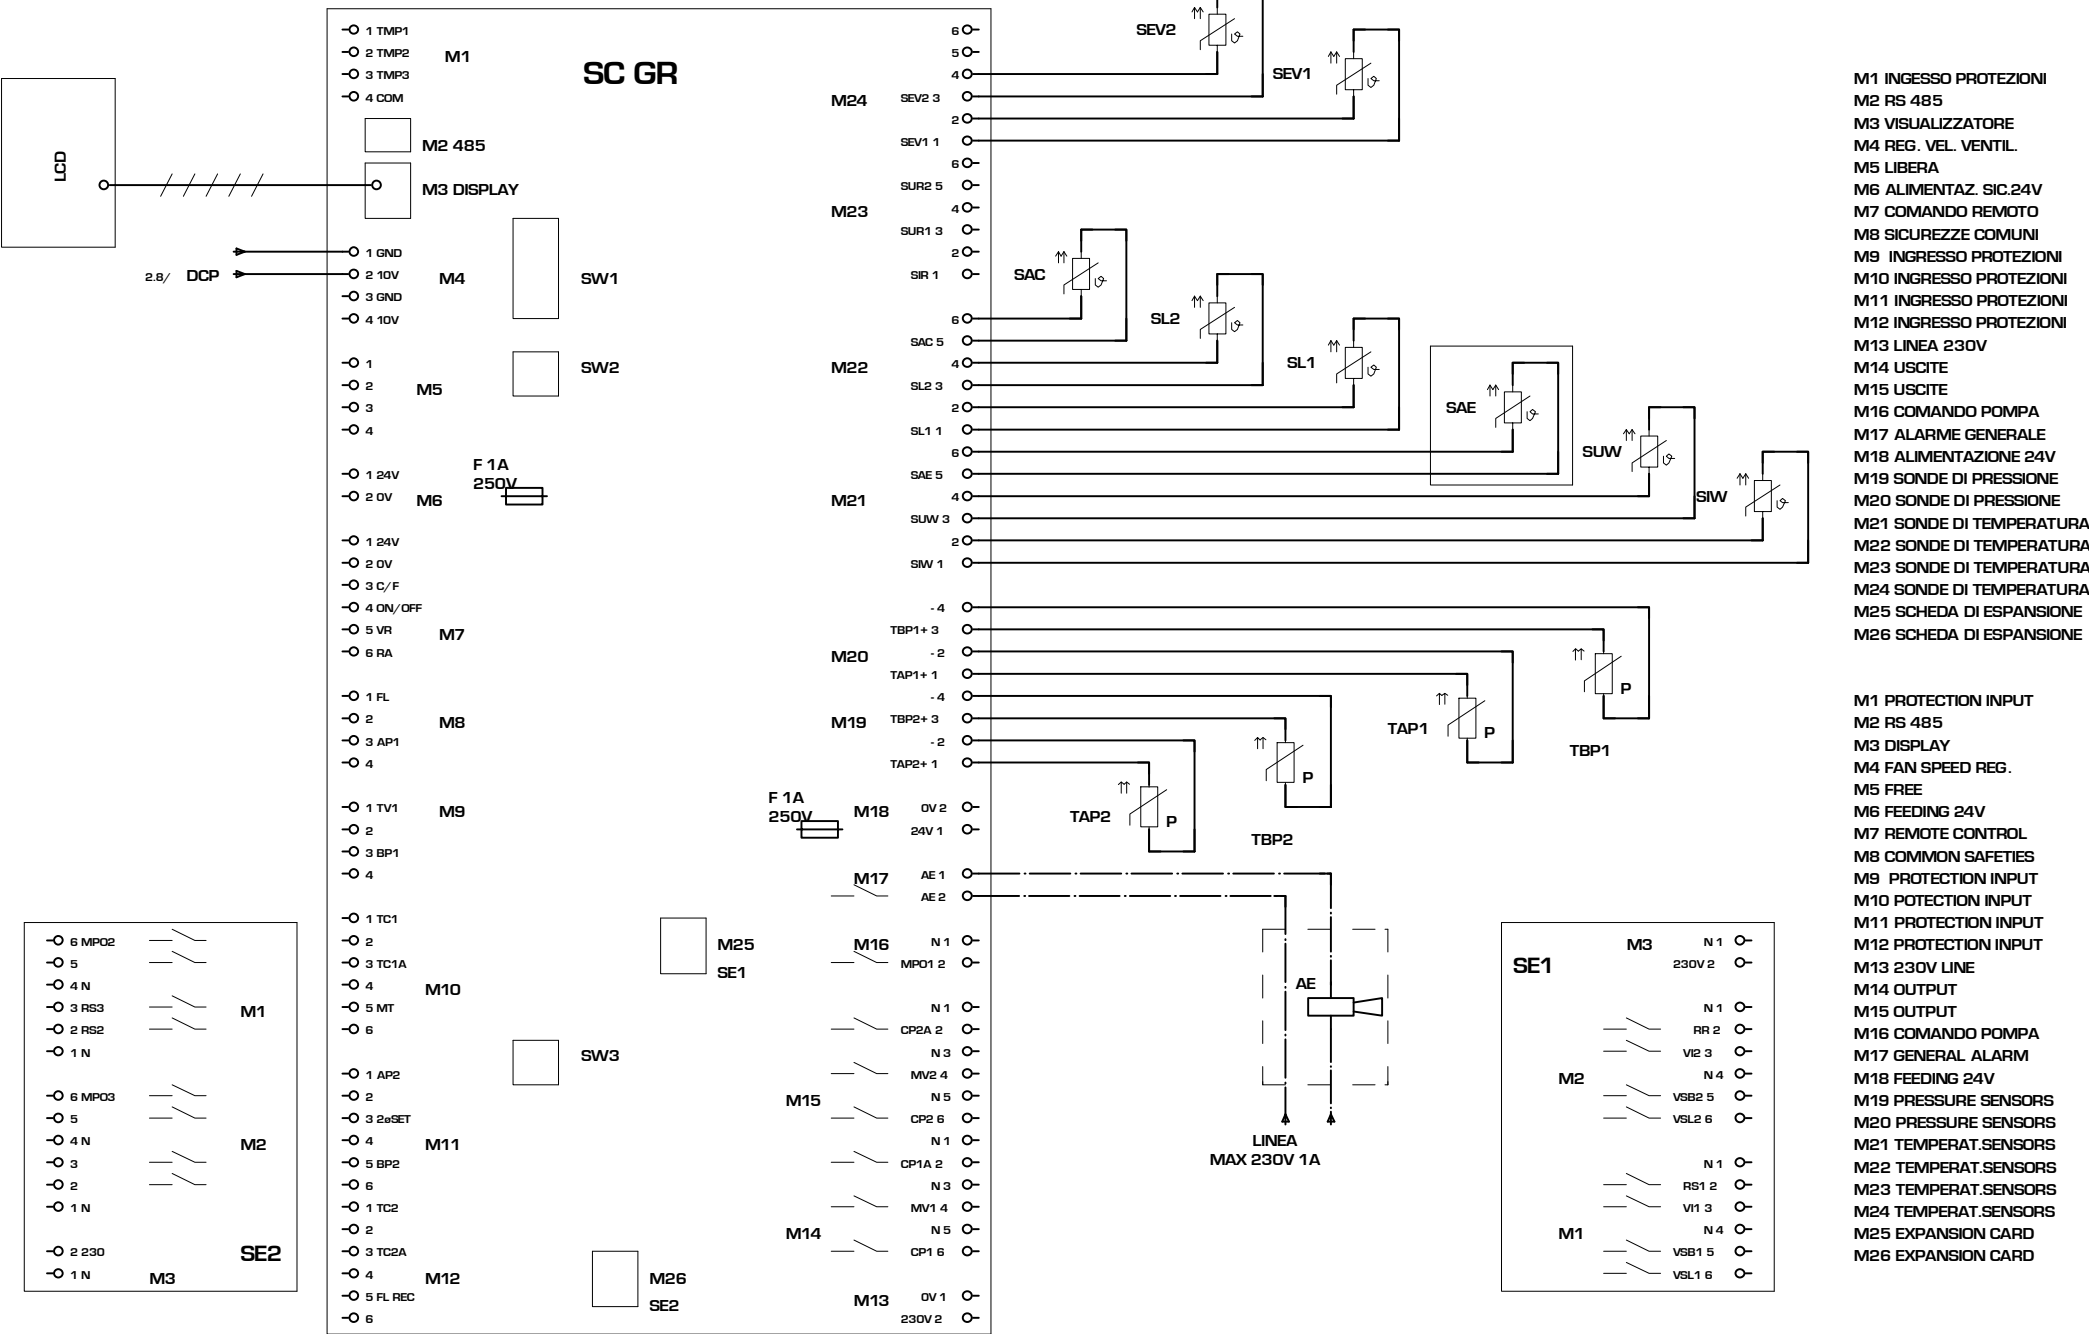 SC GR
LCD
1 TMP1
2 TMP2
3 TMP3
4 COM
M1
M2 485
M3 DISPLAY
2.8/ DCP
1 GND
2 10V
3 GND
4 10V
M4
SW1
1
2
3
4
M5
SW2
F 1A
250V
1 24V
2 0V
M6
1 24V
2 0V
3 C/F
4 ON/OFF
5 VR
6 RA
M7
1 FL
2
3 AP1
4
M8
1 TV1
2
3 BP1
4
M9
1 TC1
2
3 TC1A
4
5 MT
6
M10
1 AP2
2
3 2øSET
4
5 BP2
6
M11
1 TC2
2
3 TC2A
4
5 FL REC
6
M12
M25
SE1
SW3
M26
SE2
M24
6
5
4
SEV2 3
2
SEV1 1
M23
6
SUR2 5
4
SUR1 3
2
SIR 1
M22
6
SAC 5
4
SL2 3
2
SL1 1
M21
6
SAE 5
4
SUW 3
2
SIW 1
M20
- 4
TBP1+ 3
- 2
TAP1+ 1
M19
- 4
TBP2+ 3
- 2
TAP2+ 1
F 1A
250V
M18
0V 2
24V 1
M17
AE 1
AE 2
M16
N 1
MPO1 2
M15
N 1
CP2A 2
N 3
MV2 4
N 5
CP2 6
M14
N 1
CP1A 2
N 3
MV1 4
N 5
CP1 6
M13
0V 1
230V 2
SEV2
ϑ
SEV1
ϑ
SAC
ϑ
SL2
ϑ
SL1
ϑ
SAE
ϑ
SUW
ϑ
SIW
ϑ
TBP1
P
TAP1
P
TBP2
P
TAP2
P
AE
LINEA
MAX 230V 1A
6 MPO2
5
4 N
3 RS3
2 RS2
1 N
M1
6 MPO3
5
4 N
3
2
1 N
M2
2 230
1 N
M3
SE2
SE1
M3
N 1
230V 2
M2
N 1
RR 2
VI2 3
N 4
VSB2 5
VSL2 6
M1
N 1
RS1 2
VI1 3
N 4
VSB1 5
VSL1 6
M1 INGESSO PROTEZIONI
M2 RS 485
M3 VISUALIZZATORE
M4 REG. VEL. VENTIL.
M5 LIBERA
M6 ALIMENTAZ. SIC.24V
M7 COMANDO REMOTO
M8 SICUREZZE COMUNI
M9 INGRESSO PROTEZIONI
M10 INGRESSO PROTEZIONI
M11 INGRESSO PROTEZIONI
M12 INGRESSO PROTEZIONI
M13 LINEA 230V
M14 USCITE
M15 USCITE
M16 COMANDO POMPA
M17 ALARME GENERALE
M18 ALIMENTAZIONE 24V
M19 SONDE DI PRESSIONE
M20 SONDE DI PRESSIONE
M21 SONDE DI TEMPERATURA
M22 SONDE DI TEMPERATURA
M23 SONDE DI TEMPERATURA
M24 SONDE DI TEMPERATURA
M25 SCHEDA DI ESPANSIONE
M26 SCHEDA DI ESPANSIONE
M1 PROTECTION INPUT
M2 RS 485
M3 DISPLAY
M4 FAN SPEED REG.
M5 FREE
M6 FEEDING 24V
M7 REMOTE CONTROL
M8 COMMON SAFETIES
M9 PROTECTION INPUT
M10 POTECTION INPUT
M11 PROTECTION INPUT
M12 PROTECTION INPUT
M13 230V LINE
M14 OUTPUT
M15 OUTPUT
M16 COMANDO POMPA
M17 GENERAL ALARM
M18 FEEDING 24V
M19 PRESSURE SENSORS
M20 PRESSURE SENSORS
M21 TEMPERAT.SENSORS
M22 TEMPERAT.SENSORS
M23 TEMPERAT.SENSORS
M24 TEMPERAT.SENSORS
M25 EXPANSION CARD
M26 EXPANSION CARD